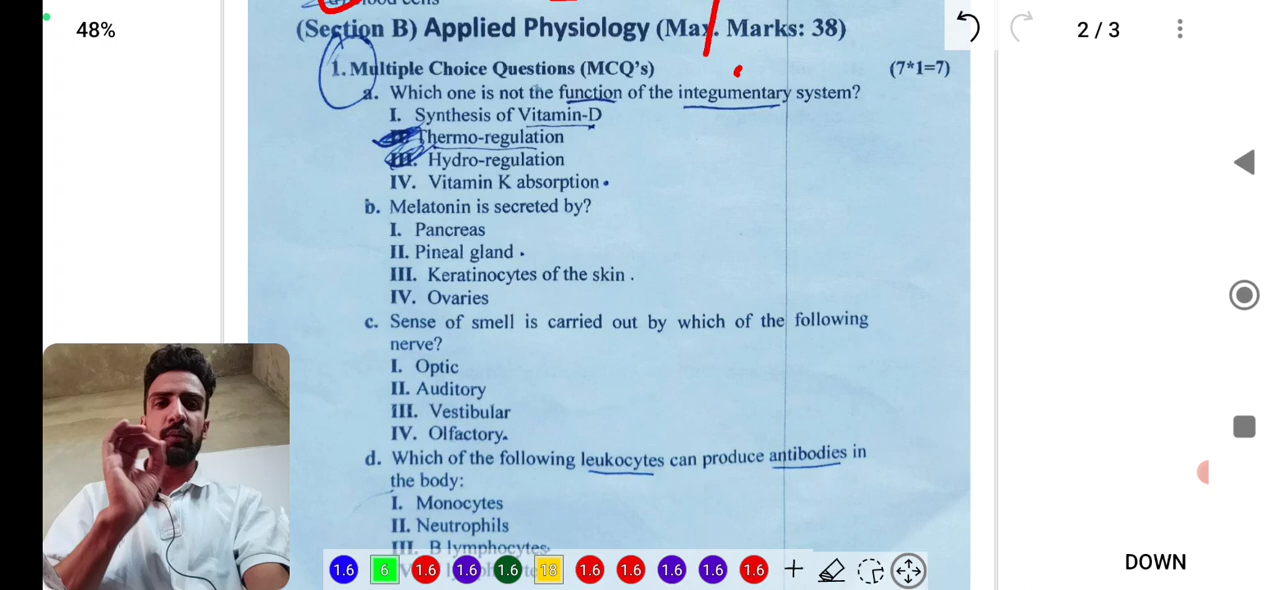 48%
2 / 3
(Section B) Applied Physiology (Max. Marks: 38)
1. Multiple Choice Questions (MCQ's) (7*1=7)
a. Which one is not the function of the integumentary system?
I. Synthesis of Vitamin-D
II. Thermo-regulation
III. Hydro-regulation
IV. Vitamin K absorption
b. Melatonin is secreted by?
I. Pancreas
II. Pineal gland
III. Keratinocytes of the skin
IV. Ovaries
c. Sense of smell is carried out by which of the following
nerve?
I. Optic
II. Auditory
III. Vestibular
IV. Olfactory
d. Which of the following leukocytes can produce antibodies in
the body:
I. Monocytes
II. Neutrophils
III. B lymphocytes
1.6 6 1.6 1.6 1.6 18 1.6 1.6 1.6 1.6 1.6
DOWN